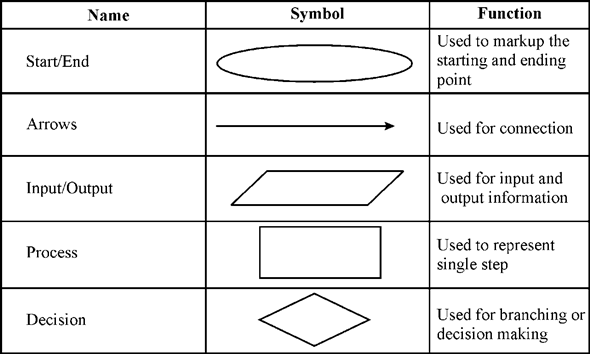 Name Symbol Function
Start/End
Used to markup the
starting and ending
point
Arrows
Used for connection
Input/Output
Used for input and
output information
Process
Used to represent
single step
Decision
Used for branching or
decision making